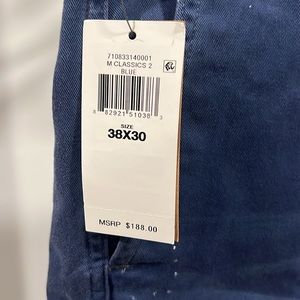 710833140001
M CLASSICS 2
BLUE
8 82921 51038 3
SIZE
38X30
MSRP $188.00